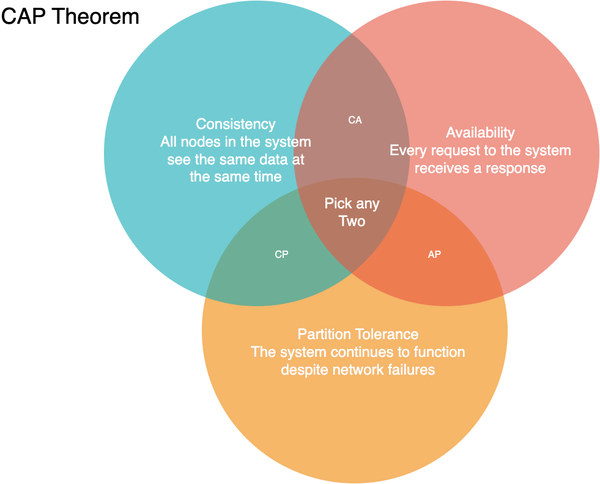 CAP Theorem
Consistency
All nodes in the system
see the same data at
the same time
CA
Availability
Every request to the system
receives a response
Pick any
Two
CP
AP
Partition Tolerance
The system continues to function
despite network failures